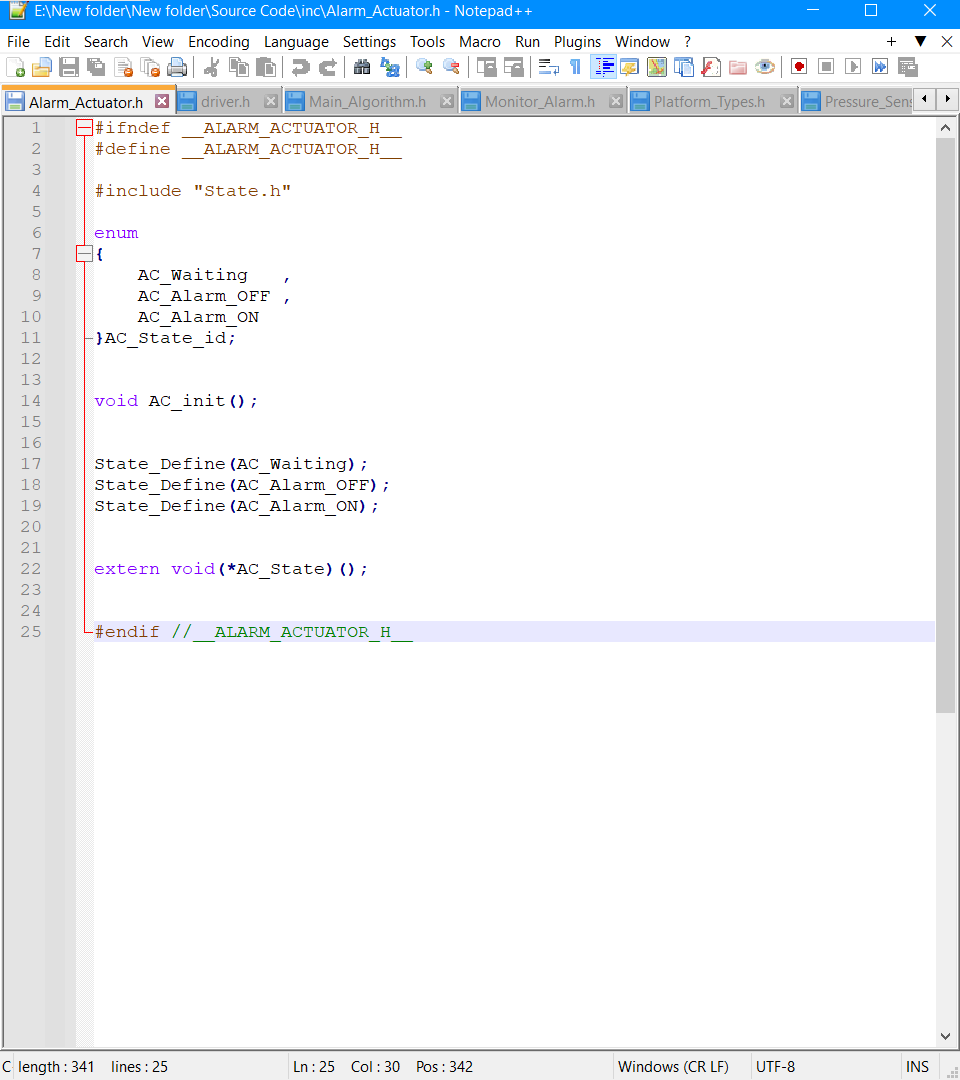 E:\New folder\New folder\Source Code\inc\Alarm_Actuator.h - Notepad++
File Edit Search View Encoding Language Settings Tools Macro Run Plugins Window ? + ▼ X
Alarm_Actuator.h driver.h Main_Algorithm.h Monitor_Alarm.h Platform_Types.h Pressure_Sens
1 #ifndef __ALARM_ACTUATOR_H__
2 #define __ALARM_ACTUATOR_H__
3
4 #include "State.h"
5
6 enum
7 {
8 AC_Waiting ,
9 AC_Alarm_OFF ,
10 AC_Alarm_ON
11 }AC_State_id;
12
13
14 void AC_init();
15
16
17 State_Define(AC_Waiting);
18 State_Define(AC_Alarm_OFF);
19 State_Define(AC_Alarm_ON);
20
21
22 extern void(*AC_State)();
23
24
25 #endif //__ALARM_ACTUATOR_H__
C length : 341 lines : 25 Ln : 25 Col : 30 Pos : 342 Windows (CR LF) UTF-8 INS